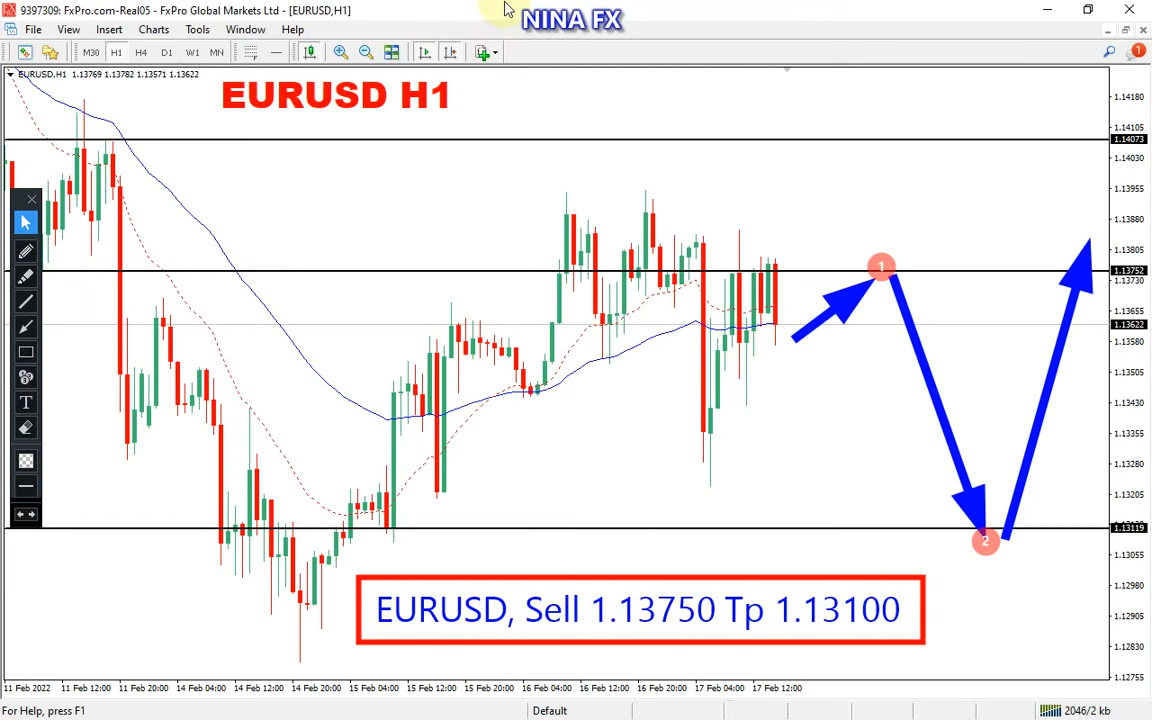 9397309: FxPro.com-Real05 - FxPro Global Markets Ltd - [EURUSD,H1]
NINA FX
File View Insert Charts Tools Window Help
M30 H1 H4 D1 W1 MN
1
EURUSD,H1 1.13769 1.13782 1.13571 1.13622
EURUSD H1
1.14180
1.14105
1.14073
1.14030
1.13955
1.13880
1.13805
1
1.13752
1.13730
1.13655
1.13622
1.13580
1.13505
T
1.13430
1.13355
1.13280
1.13205
1.13119
2
1.13055
1.12980
EURUSD, Sell 1.13750 Tp 1.13100
1.12905
1.12830
1.12755
11 Feb 2022 11 Feb 12:00 11 Feb 20:00 14 Feb 04:00 14 Feb 12:00 14 Feb 20:00 15 Feb 04:00 15 Feb 12:00 15 Feb 20:00 16 Feb 04:00 16 Feb 12:00 16 Feb 20:00 17 Feb 04:00 17 Feb 12:00
For Help, press F1 Default 2046/2 kb